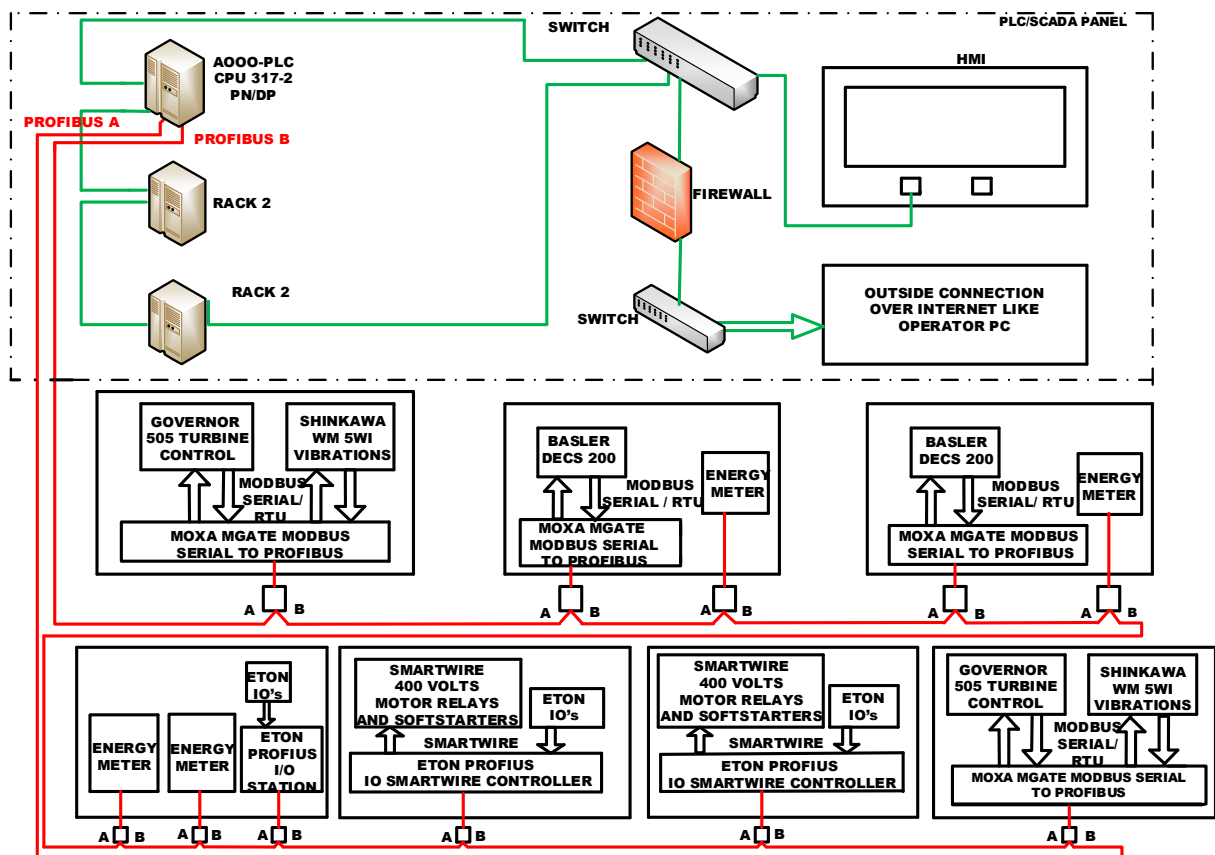 PLC/SCADA PANEL
SWITCH
AOOO-PLC
CPU 317-2
PN/DP
HMI
PROFIBUS A
PROFIBUS B
RACK 2
FIREWALL
RACK 2
SWITCH
OUTSIDE CONNECTION
OVER INTERNET LIKE
OPERATOR PC
GOVERNOR
505 TURBINE
CONTROL
SHINKAWA
WM 5WI
VIBRATIONS
MODBUS
SERIAL/
RTU
MOXA MGATE MODBUS
SERIAL TO PROFIBUS
BASLER
DECS 200
ENERGY
METER
MODBUS
SERIAL / RTU
MOXA MGATE
MODBUS SERIAL
TO PROFIBUS
BASLER
DECS 200
ENERGY
METER
MODBUS
SERIAL/ RTU
MOXA MGATE MODBUS
SERIAL TO PROFIBUS
A B
A B
A B
A B
A B
ENERGY
METER
ENERGY
METER
ETON
IO's
ETON
PROFIUS
I/O
STATION
SMARTWIRE
400 VOLTS
MOTOR RELAYS
AND SOFTSTARTERS
ETON
IO's
SMARTWIRE
ETON PROFIUS
IO SMARTWIRE CONTROLLER
SMARTWIRE
400 VOLTS
MOTOR RELAYS
AND SOFTSTARTERS
ETON
IO's
SMARTWIRE
ETON PROFIUS
IO SMARTWIRE CONTROLLER
GOVERNOR
505 TURBINE
CONTROL
SHINKAWA
WM 5WI
VIBRATIONS
MODBUS
SERIAL/
RTU
MOXA MGATE MODBUS SERIAL
TO PROFIBUS
A B
A B
A B
A B
A B
A B